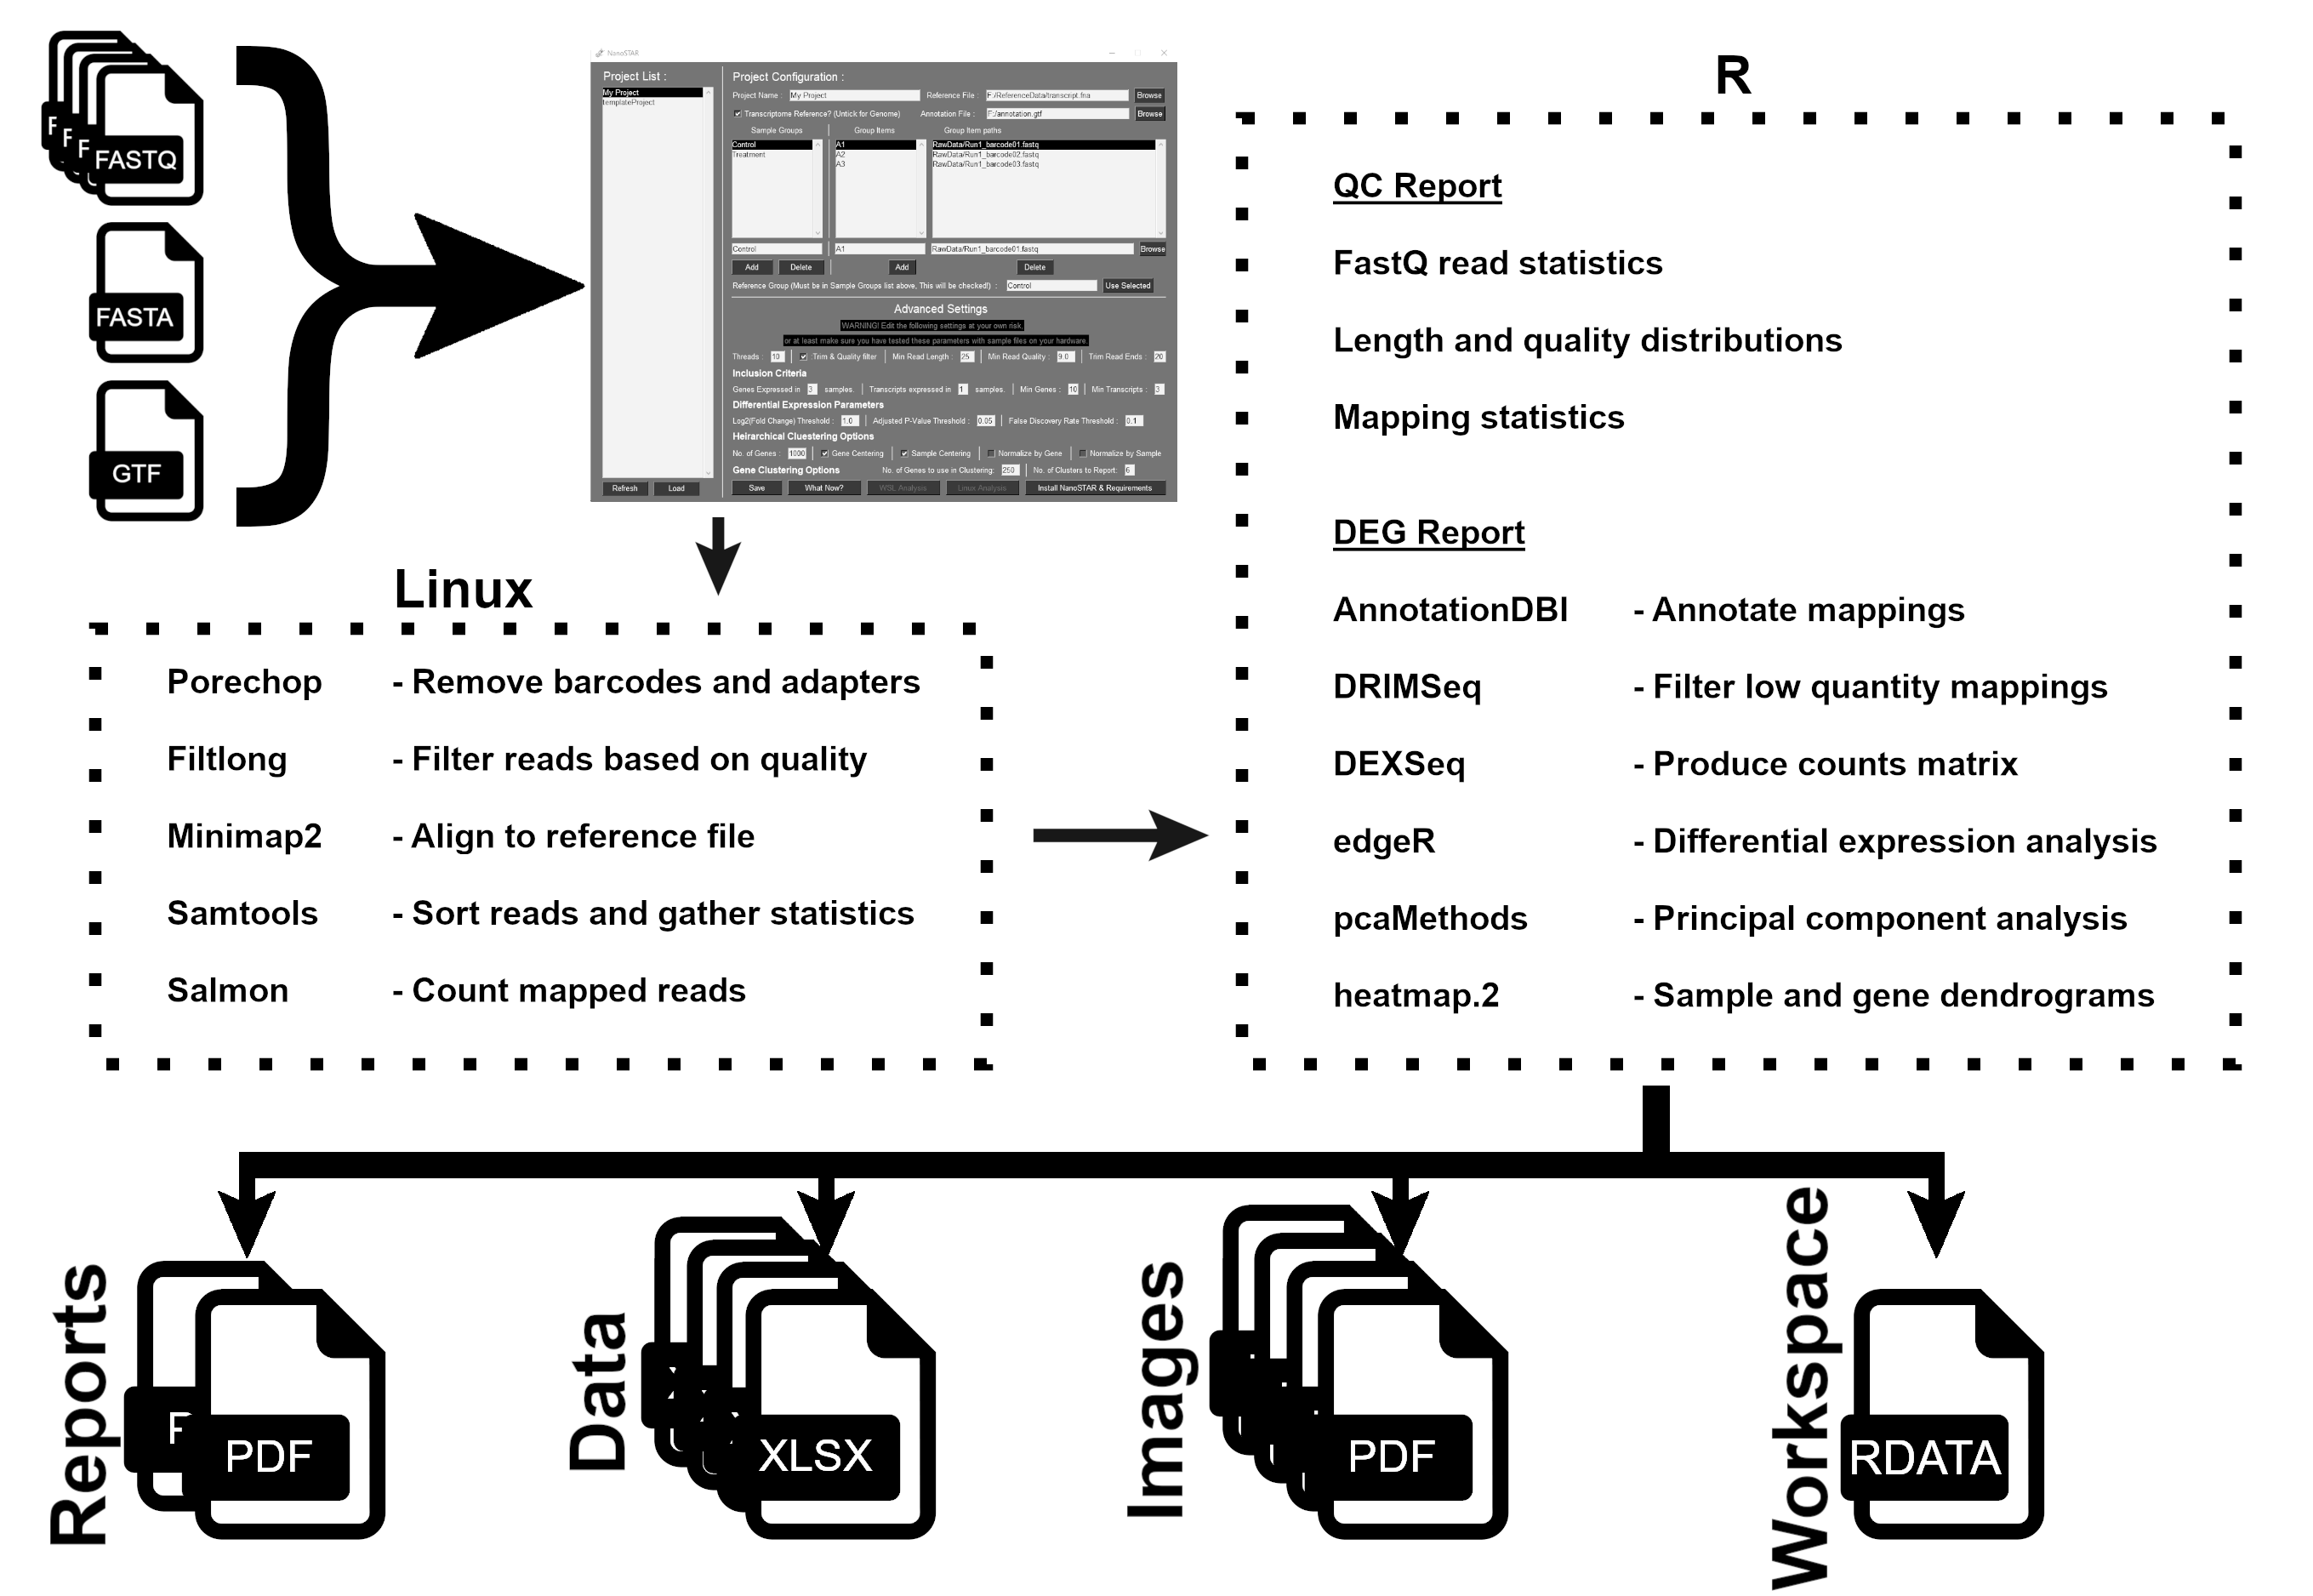 F
F
F
FASTQ
FASTA
GTF
NanoSTAR
Project List :
My Project
templateProject
Refresh Load
Project Configuration :
Project Name : My Project Reference File : F:/ReferenceData/transcript.fna Browse
Transcriptome Reference? (Untick for Genome) Annotation File : F:/annotation.gtf Browse
Sample Groups Group Items Group Item paths
Control A1 RawData/Run1_barcode01.fastq
Treatment A2 RawData/Run1_barcode02.fastq
A3 RawData/Run1_barcode03.fastq
Control A1 RawData/Run1_barcode01.fastq Browse
Add Delete Add Delete
Reference Group (Must be in Sample Groups list above, This will be checked!) : Control Use Selected
Advanced Settings
WARNING! Edit the following settings at your own risk,
or at least make sure you have tested these parameters with sample files on your hardware.
Threads : 10 Trim & Quality filter Min Read Length : 25 Min Read Quality : 9.0 Trim Read Ends : 20
Inclusion Criteria
Genes Expressed in 3 samples. Transcripts expressed in 1 samples. Min Genes : 10 Min Transcripts : 3
Differential Expression Parameters
Log2(Fold Change) Threshold : 1.0 Adjusted P-Value Threshold : 0.05 False Discovery Rate Threshold : 0.1
Heirarchical Cluestering Options
No. of Genes : 1000 Gene Centering Sample Centering Normalize by Gene Normalize by Sample
Gene Clustering Options No. of Genes to use in Clustering: 250 No. of Clusters to Report: 6
Save What Now? WSL Analysis Linux Analysis Install NanoSTAR & Requirements
Linux
Porechop - Remove barcodes and adapters
Filtlong - Filter reads based on quality
Minimap2 - Align to reference file
Samtools - Sort reads and gather statistics
Salmon - Count mapped reads
R
QC Report
FastQ read statistics
Length and quality distributions
Mapping statistics
DEG Report
AnnotationDBI - Annotate mappings
DRIMSeq - Filter low quantity mappings
DEXSeq - Produce counts matrix
edgeR - Differential expression analysis
pcaMethods - Principal component analysis
heatmap.2 - Sample and gene dendrograms
Reports
PDF
Data
XLSX
Images
PDF
Workspace
RDATA